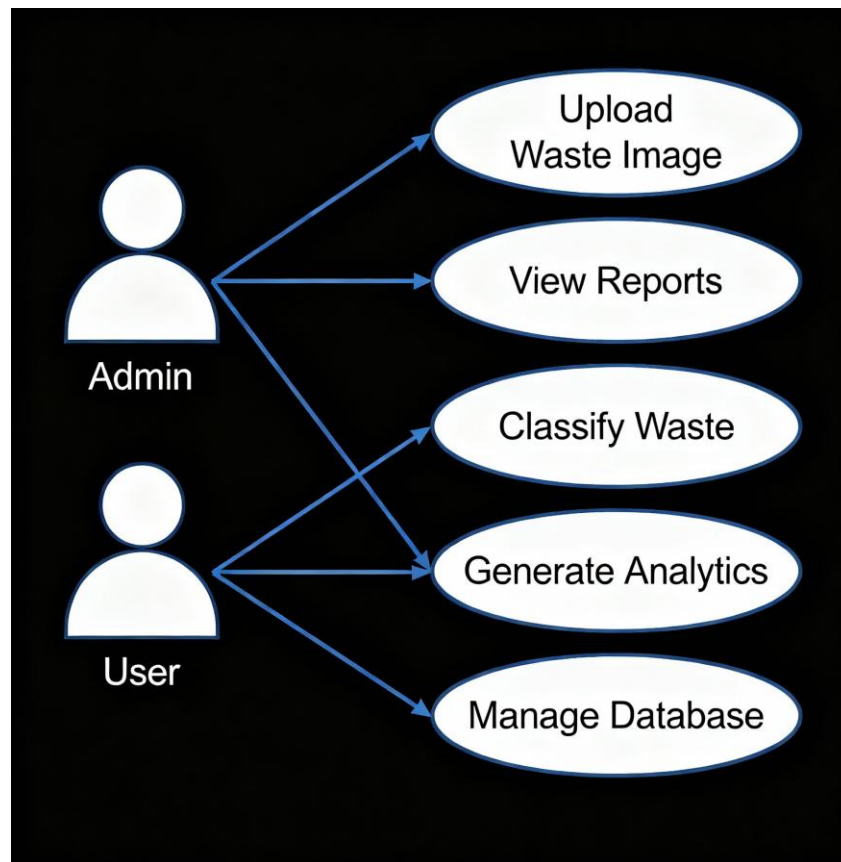 Upload
Waste Image
View Reports
Admin
Classify Waste
Generate Analytics
User
Manage Database